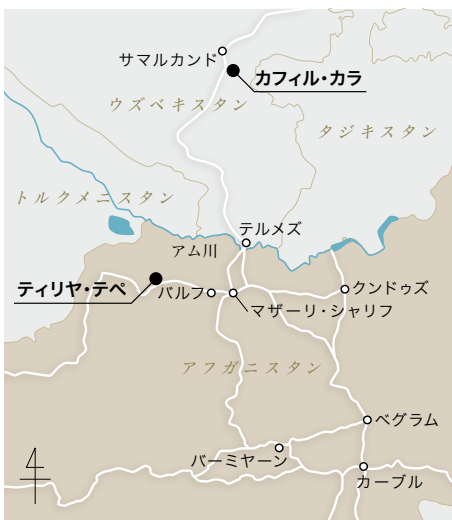 サマルカンド
カフィル・カラ
ウズベキスタン
タジキスタン
トルクメニスタン
テルメズ
アム川
ティリヤ・テペ
バルフ
クンドゥズ
マザーリ・シャリフ
アフガニスタン
ベグラム
バーミヤーン
カーブル